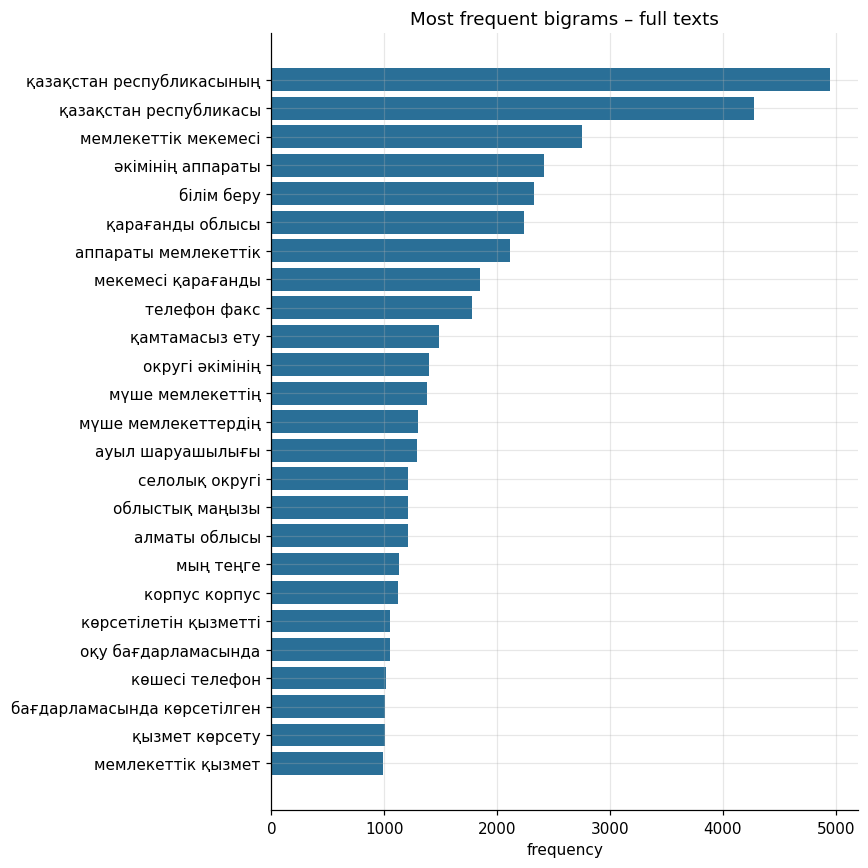 Most frequent bigrams – full texts
қазақстан республикасының
қазақстан республикасы
мемлекеттік мекемесі
әкімінің аппараты
білім беру
қарағанды облысы
аппараты мемлекеттік
мекемесі қарағанды
телефон факс
қамтамасыз ету
округі әкімінің
мүше мемлекеттің
мүше мемлекеттердің
ауыл шаруашылығы
селолық округі
облыстық маңызы
алматы облысы
мың теңге
корпус корпус
көрсетілетін қызметті
оқу бағдарламасында
көшесі телефон
бағдарламасында көрсетілген
қызмет көрсету
мемлекеттік қызмет
0 1000 2000 3000 4000 5000
frequency